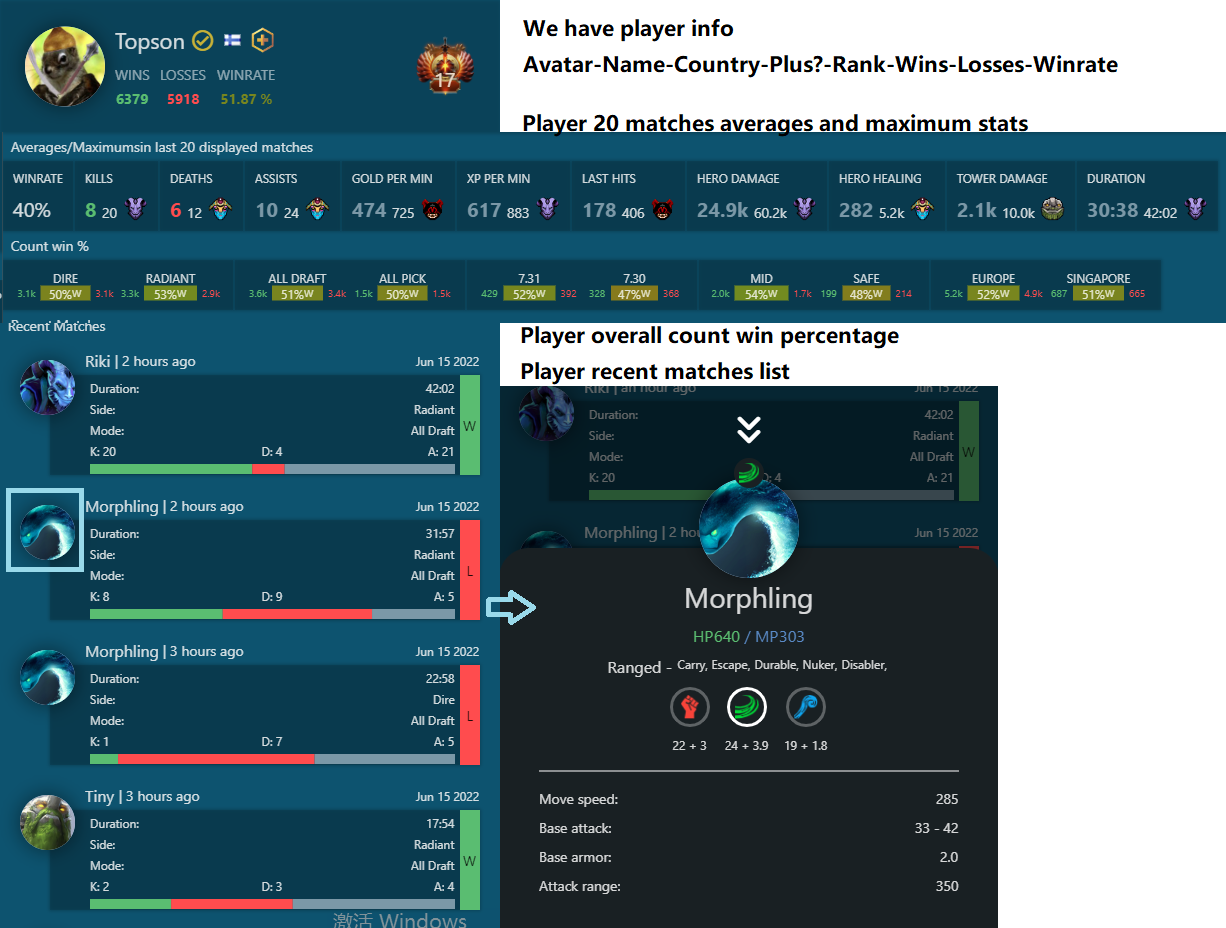 Topson
WINS LOSSES WINRATE
6379 5918 51.87 %
17
We have player info
Avatar-Name-Country-Plus?-Rank-Wins-Losses-Winrate
Player 20 matches averages and maximum stats
Averages/Maximumsin last 20 displayed matches
WINRATE KILLS DEATHS ASSISTS GOLD PER MIN XP PER MIN LAST HITS HERO DAMAGE HERO HEALING TOWER DAMAGE DURATION
40% 8 20 6 12 10 24 474 725 617 883 178 406 24.9k 60.2k 282 5.2k 2.1k 10.0k 30:38 42:02
Count win %
DIRE RADIANT ALL DRAFT ALL PICK 7.31 7.30 MID SAFE EUROPE SINGAPORE
3.1k 50%W 3.1k 3.3k 53%W 2.9k 3.6k 51%W 3.4k 1.5k 50%W 1.5k 429 52%W 392 328 47%W 368 2.0k 54%W 1.7k 199 48%W 214 5.2k 52%W 4.9k 687 51%W 665
Recent Matches
Player overall count win percentage
Player recent matches list
Riki | 2 hours ago Jun 15 2022
Duration: 42:02
Side: Radiant
Mode: All Draft
W
K: 20 D: 4 A: 21
Morphling | 2 hours ago Jun 15 2022
Duration: 31:57
Side: Radiant
Mode: All Draft
L
K: 8 D: 9 A: 5
Morphling | 3 hours ago Jun 15 2022
Duration: 22:58
Side: Dire
Mode: All Draft
L
K: 1 D: 7 A: 5
Tiny | 3 hours ago Jun 15 2022
Duration: 17:54
Side: Radiant
Mode: All Draft
W
K: 2 D: 3 A: 4
激活 Windows
Riki | an hour ago Jun 15 2022
Duration: 42:02
Side: Radiant
Mode: All Draft
W
K: 20 D: 4 A: 21
Morphling | 2 hou Jun 15 2022
Morphling
HP640 / MP303
Ranged - Carry, Escape, Durable, Nuker, Disabler,
22 + 3 24 + 3.9 19 + 1.8
Move speed: 285
Base attack: 33 - 42
Base armor: 2.0
Attack range: 350